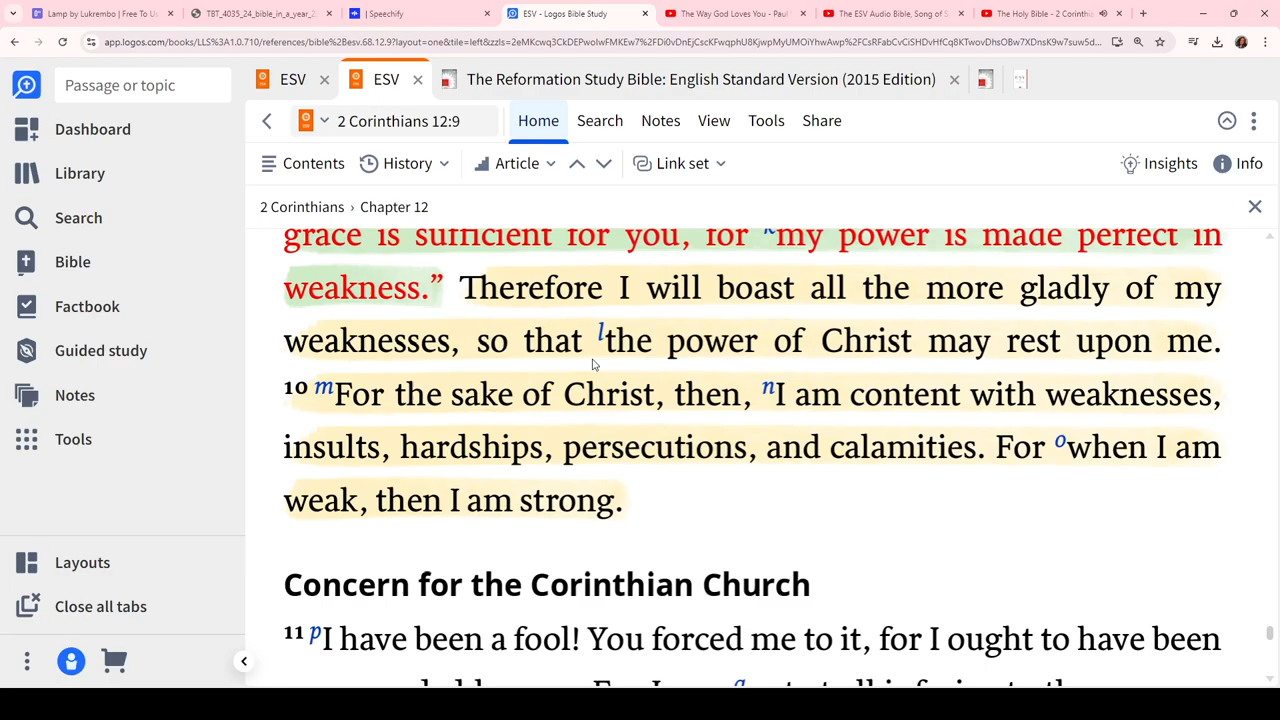 Lamp by Lukrembo | Free To Us
TBT_4035_24_bible_in_a_year_2
| Speechify
ESV - Logos Bible Study
The Way God Loves You - Paul
The ESV Audio Bible, Song of S
The Holy Bible - 2 Corinthi
Passage or topic
Dashboard
Library
Search
Bible
Factbook
Guided study
Notes
Tools
Layouts
Close all tabs
ESV
ESV
The Reformation Study Bible: English Standard Version (2015 Edition)
2 Corinthians 12:9
Home
Search
Notes
View
Tools
Share
Contents
History
Article
Link set
Insights
Info
2 Corinthians › Chapter 12
grace is sufficient for you, for k my power is made perfect in
weakness.” Therefore I will boast all the more gladly of my
weaknesses, so that l the power of Christ may rest upon me.
10 m For the sake of Christ, then, n I am content with weaknesses,
insults, hardships, persecutions, and calamities. For o when I am
weak, then I am strong.
Concern for the Corinthian Church
11 p I have been a fool! You forced me to it, for I ought to have been